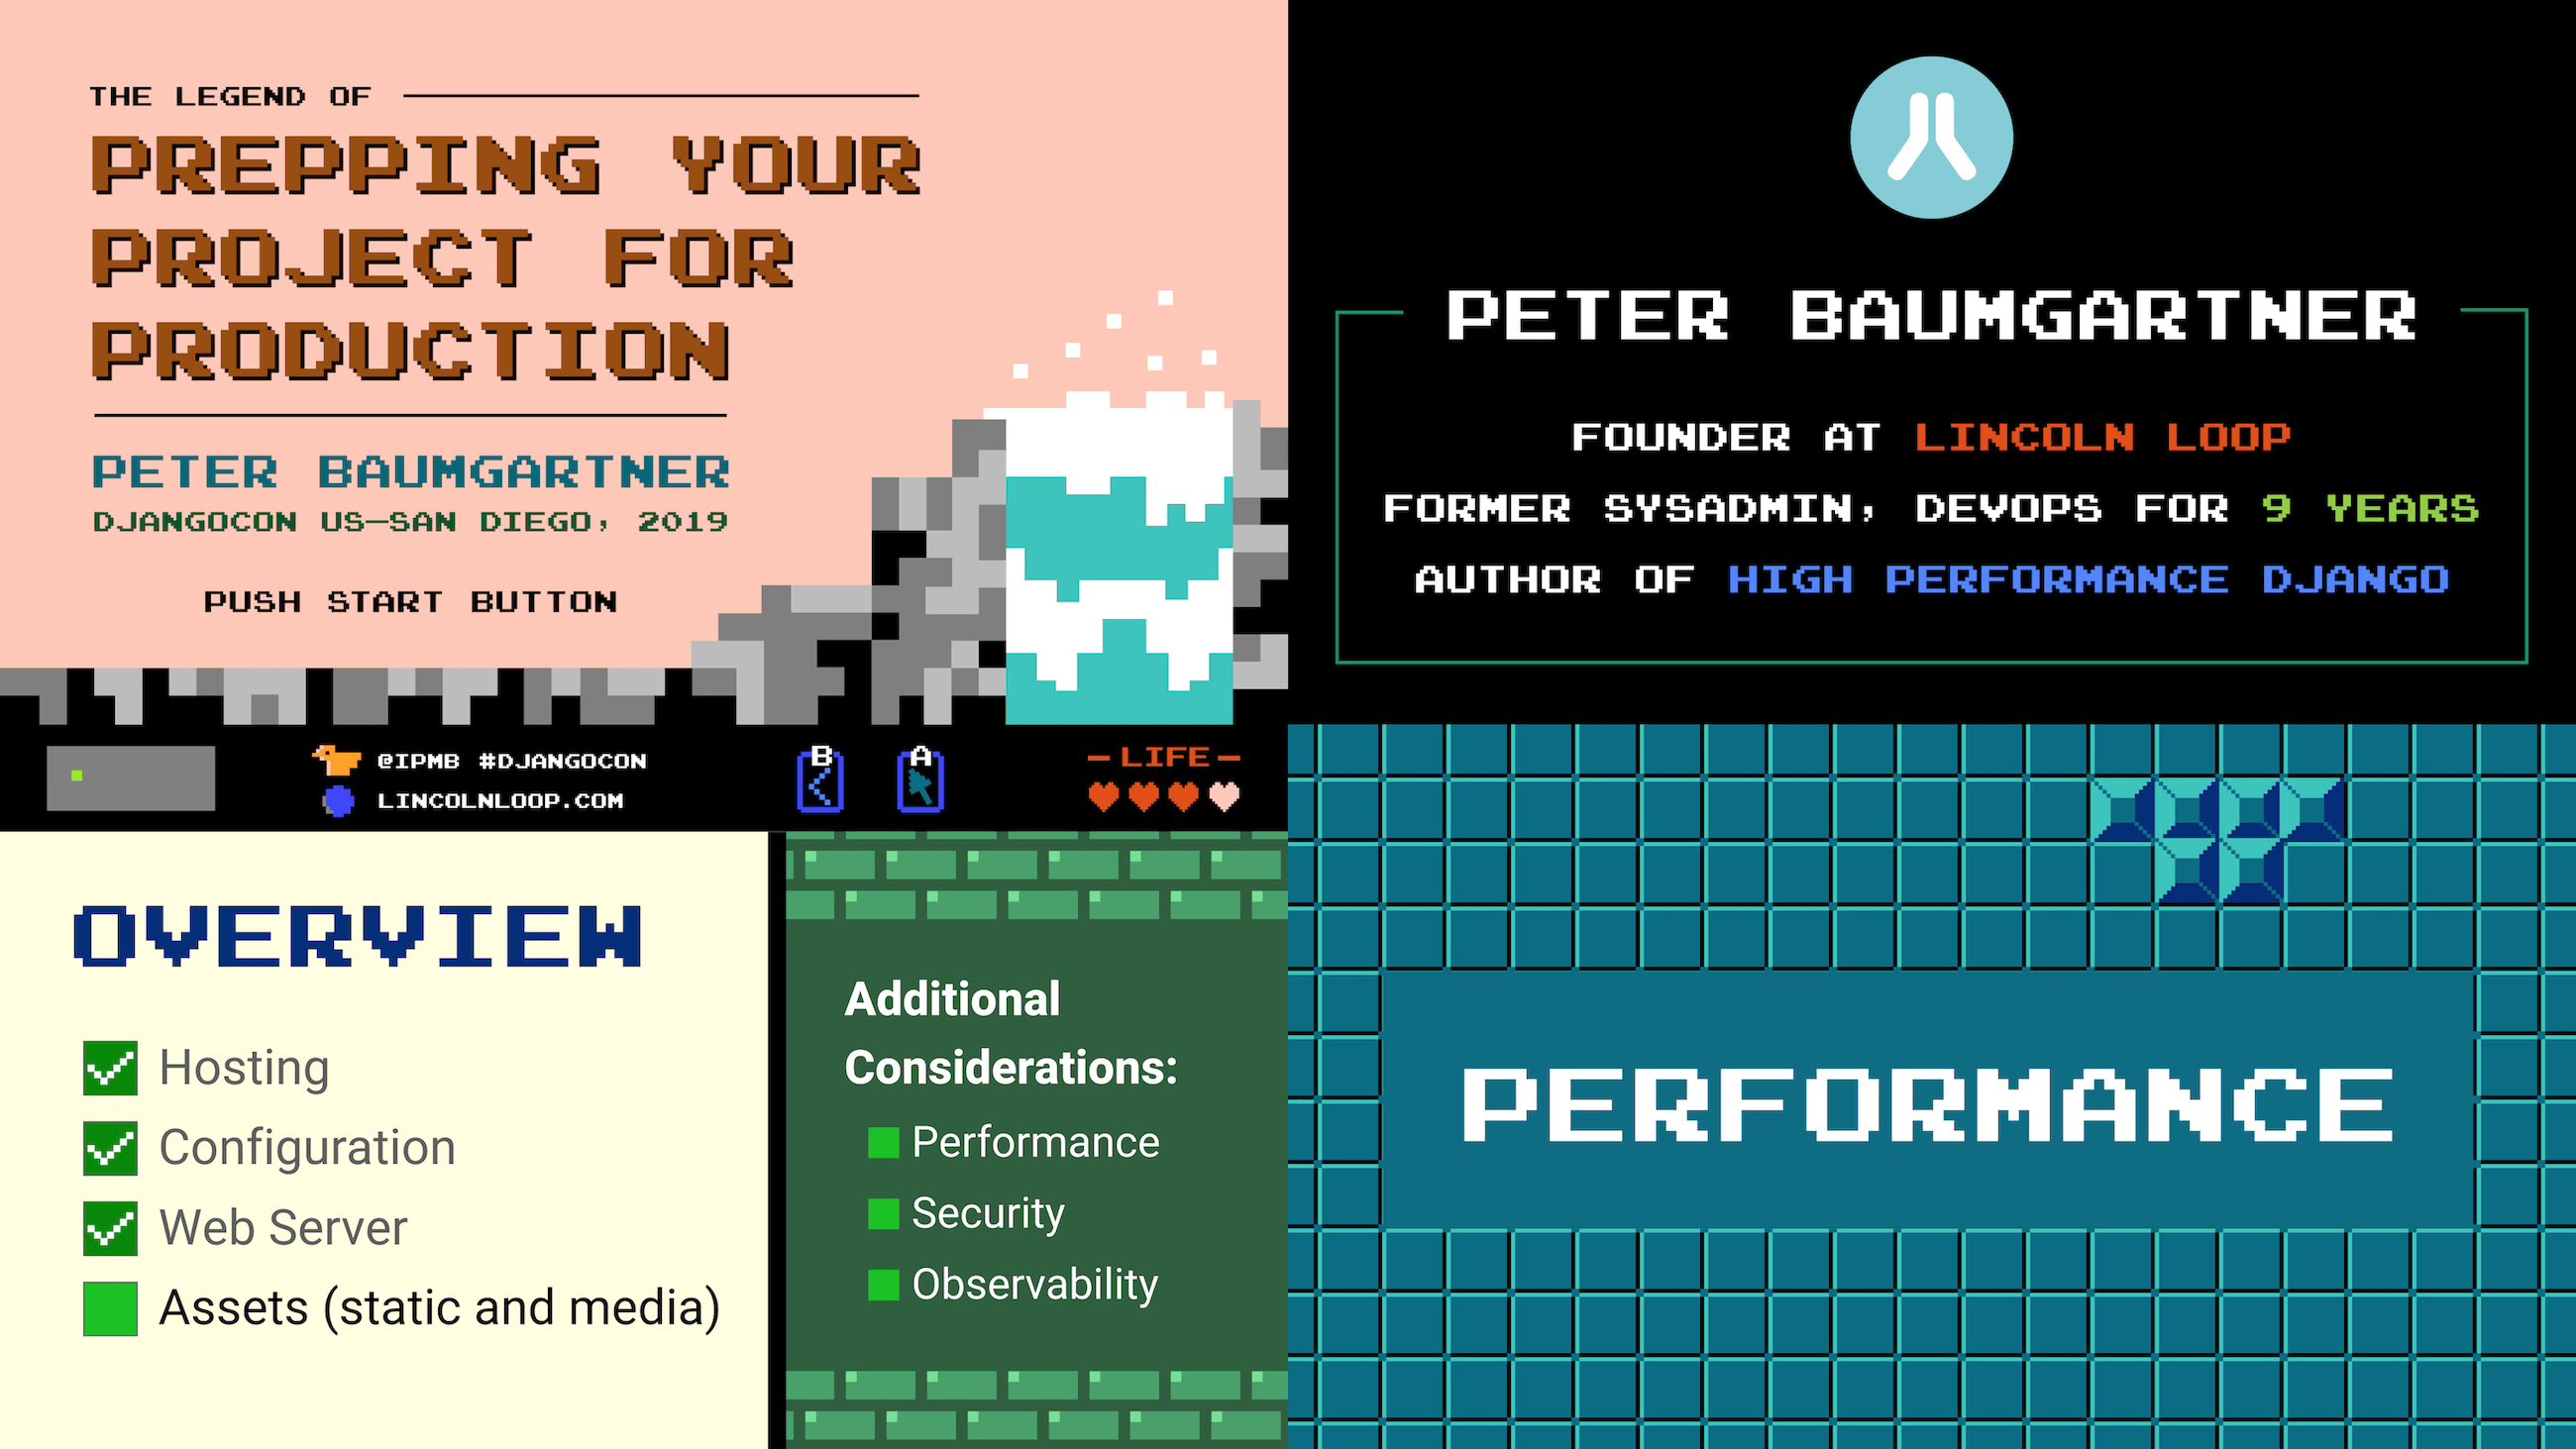 THE LEGEND OF
PREPPING YOUR
PROJECT FOR
PRODUCTION
PETER BAUMGARTNER
DJANGOCON US—SAN DIEGO, 2019
PUSH START BUTTON
@IPMB #DJANGOCON
LINCOLNLOOP.COM
B
A
—LIFE—
PETER BAUMGARTNER
FOUNDER AT LINCOLN LOOP
FORMER SYSADMIN, DEVOPS FOR 9 YEARS
AUTHOR OF HIGH PERFORMANCE DJANGO
OVERVIEW
Hosting
Configuration
Web Server
Assets (static and media)
Additional
Considerations:
Performance
Security
Observability
PERFORMANCE